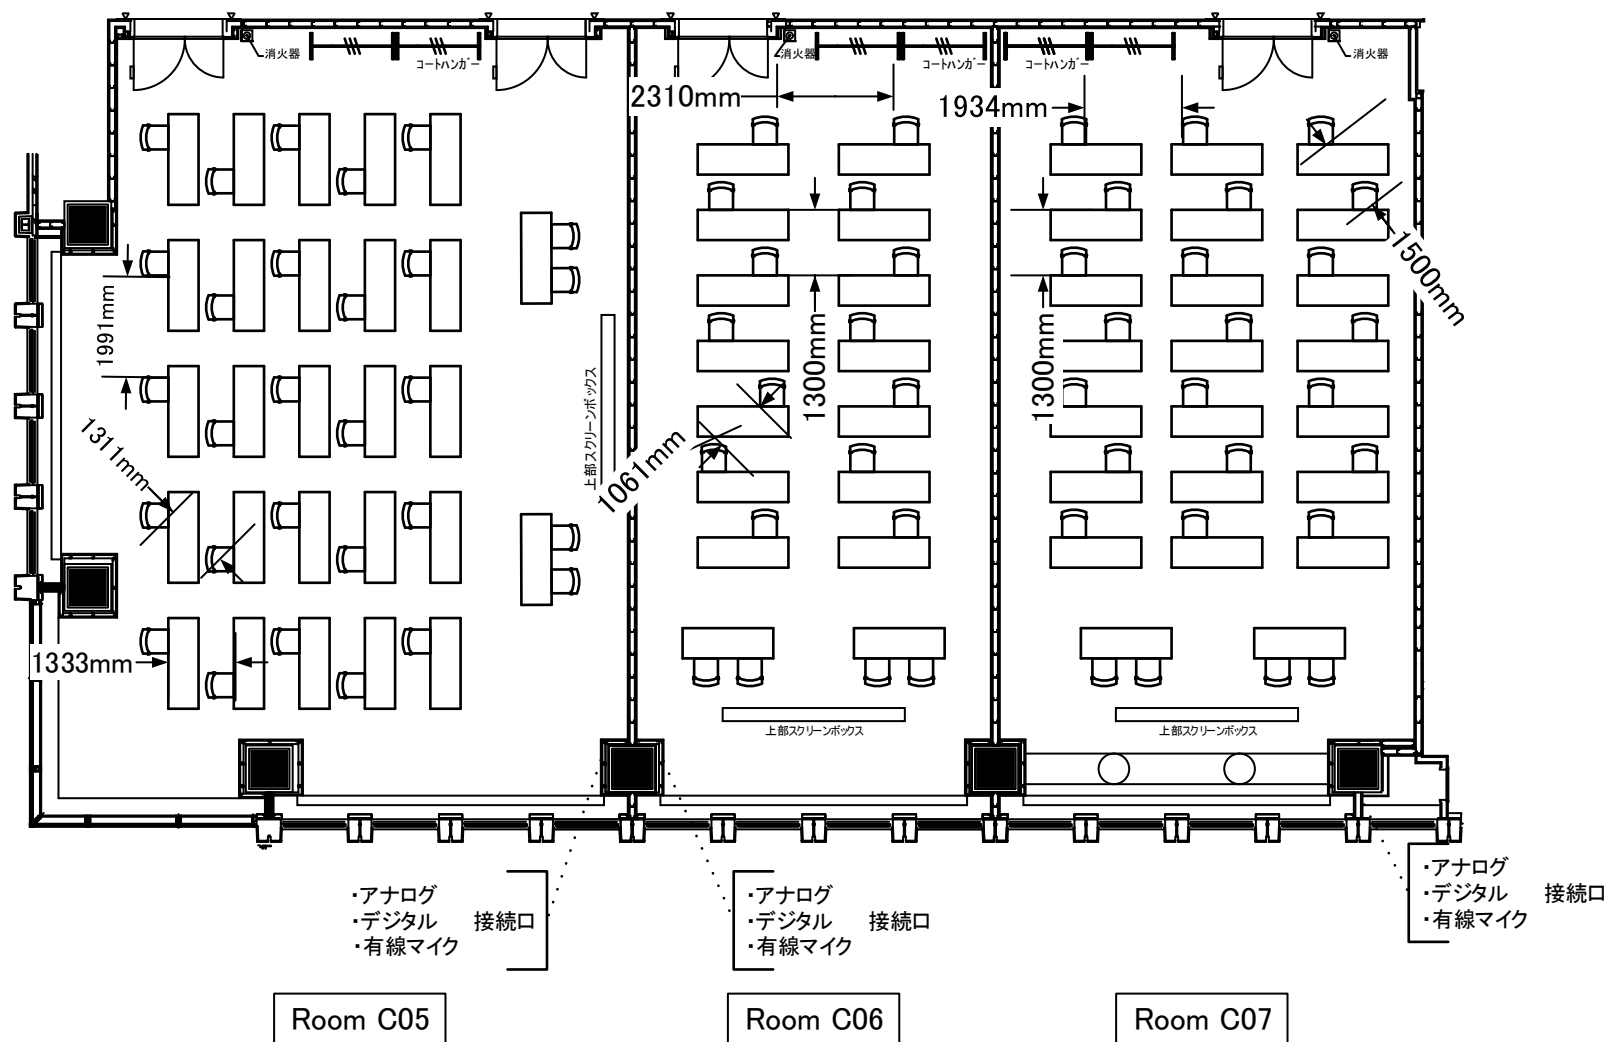 消火器
コートハンガー
消火器
コートハンガー
コートハンガー
消火器
2310mm
1934mm
1500mm
1991mm
1300mm
1300mm
上部スクリーンボックス
1311mm
1061mm
1333mm
上部スクリーンボックス
上部スクリーンボックス
・アナログ
・デジタル 接続口
・有線マイク
・アナログ
・デジタル 接続口
・有線マイク
・アナログ
・デジタル 接続口
・有線マイク
Room C05
Room C06
Room C07